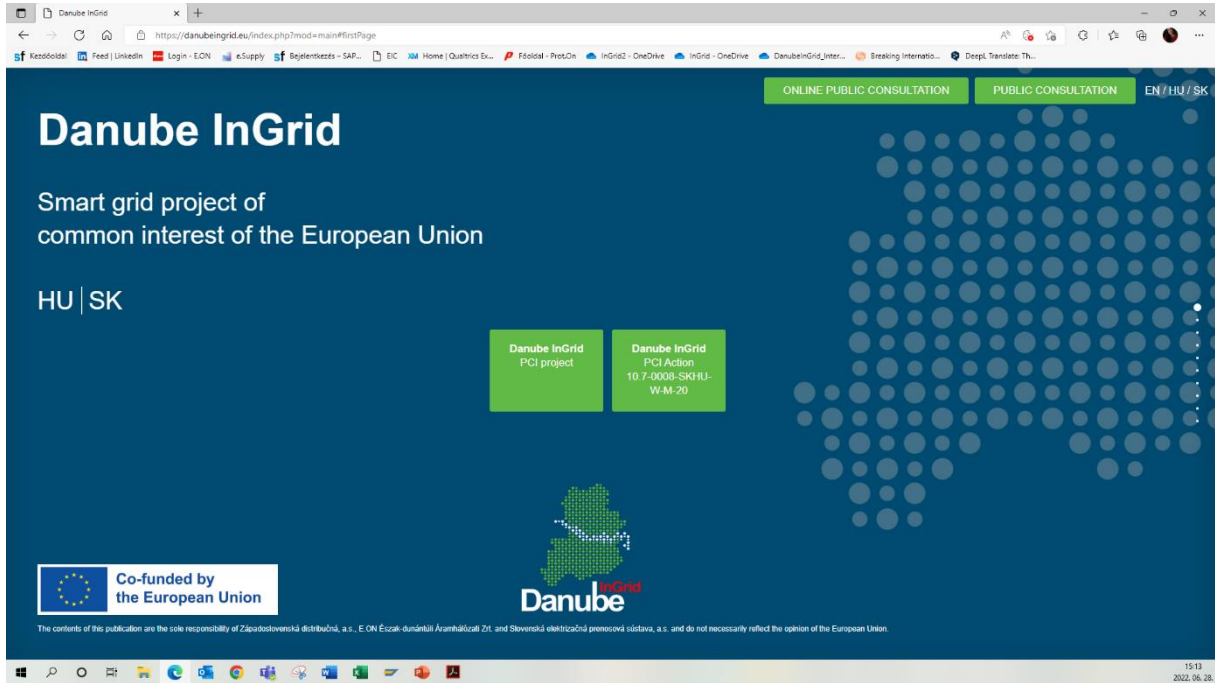 Danube InGrid
https://danubeingrid.eu/index.php?mod=main#firstPage
Kezdőoldal
Feed | LinkedIn
Login - E.ON
e.Supply
Bejelentkezés – SAP...
EIC
Home | Qualtrics Ex...
Főoldal - Prot.On
InGrid2 - OneDrive
InGrid - OneDrive
DanubeInGrid_Inter...
Breaking Internatio...
DeepL Translate: Th...
ONLINE PUBLIC CONSULTATION
PUBLIC CONSULTATION
EN / HU / SK
Danube InGrid
Smart grid project of
common interest of the European Union
HU | SK
Danube InGrid
PCI project
Danube InGrid
PCI Action
10.7-0008-SKHU-
W-M-20
InGrid
Danube
Co-funded by
the European Union
The contents of this publication are the sole responsibility of Západoslovenská distribučná, a.s., E.ON Észak-dunántúli Áramhálózati Zrt. and Slovenská elektrizačná prenosová sústava, a.s. and do not necessarily reflect the opinion of the European Union.
15:13
2022. 06. 28.